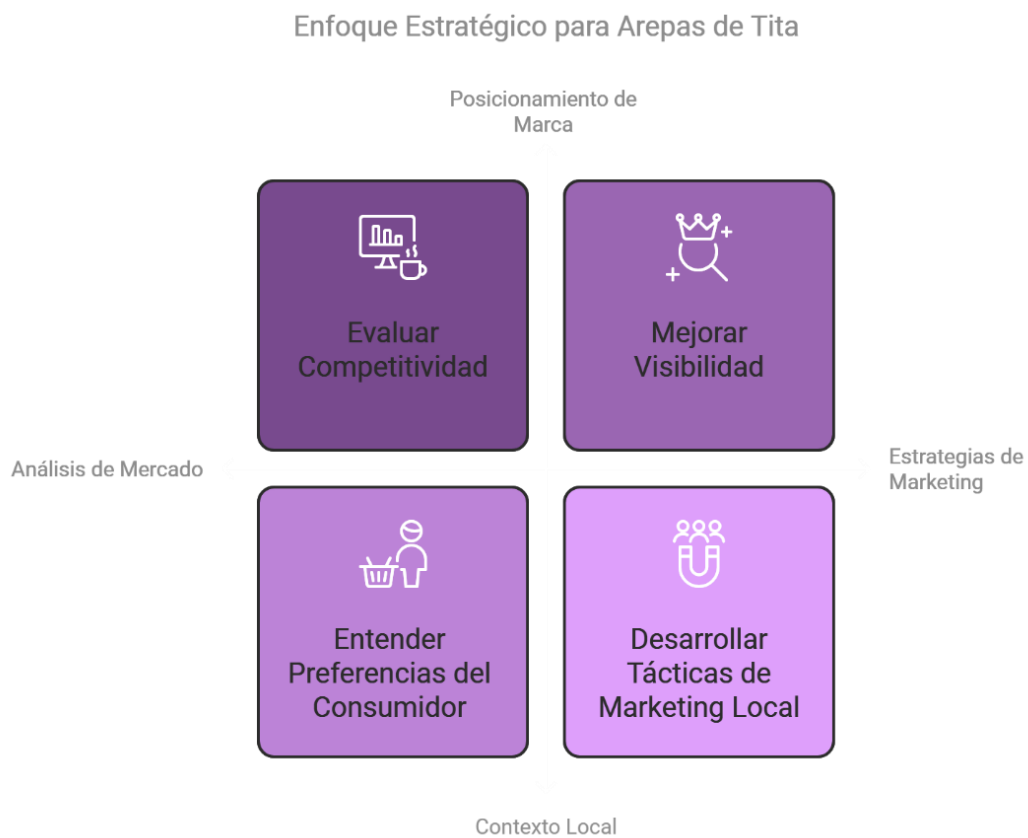 Enfoque Estratégico para Arepas de Tita
Posicionamiento de
Marca
Evaluar
Competitividad
Mejorar
Visibilidad
Análisis de Mercado
Estrategias de
Marketing
Entender
Preferencias del
Consumidor
Desarrollar
Tácticas de
Marketing Local
Contexto Local